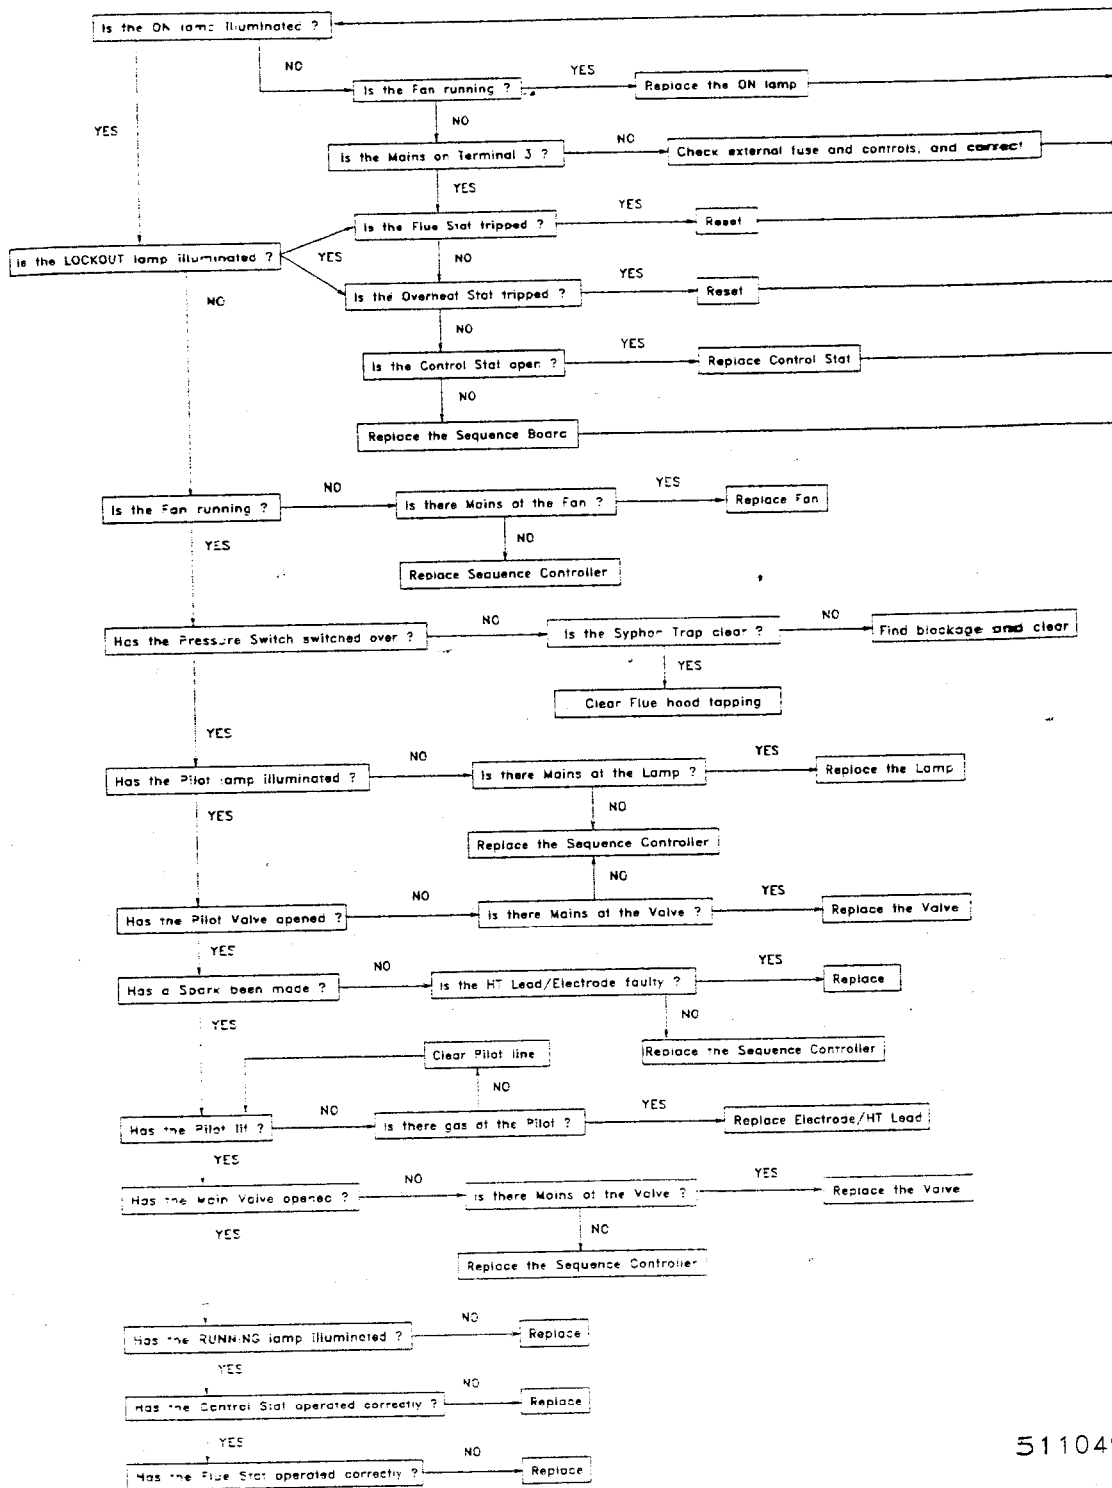 Is the ON lamp illuminated ?
NO
Is the Fan running ?
YES
Replace the ON lamp
YES
NO
Is the Mains on Terminal 3 ?
NO
Check external fuse and controls, and correct
YES
Is the Flue Stat tripped ?
YES
Reset
Is the LOCKOUT lamp illuminated ?
YES
NO
Is the Overheat Stat tripped ?
YES
Reset
NO
NO
Is the Control Stat open ?
YES
Replace Control Stat
NO
Replace the Sequence Board
Is the Fan running ?
NO
Is there Mains at the Fan ?
YES
Replace Fan
YES
NO
Replace Sequence Controller
Has the Pressure Switch switched over ?
NO
Is the Syphon Trap clear ?
NO
Find blockage and clear
YES
Clear Flue hood tapping
YES
Has the Pilot lamp illuminated ?
NO
Is there Mains at the Lamp ?
YES
Replace the Lamp
YES
NO
Replace the Sequence Controller
NO
Has the Pilot Valve opened ?
NO
Is there Mains at the Valve ?
YES
Replace the Valve
YES
Has a Spark been made ?
NO
Is the HT Lead/Electrode faulty ?
YES
Replace
YES
NO
Replace the Sequence Controller
Clear Pilot line
NO
Has the Pilot lit ?
NO
Is there gas at the Pilot ?
YES
Replace Electrode/HT Lead
YES
Has the Main Valve opened ?
NO
Is there Mains at the Valve ?
YES
Replace the Valve
YES
NO
Replace the Sequence Controller
Has the RUNNING lamp illuminated ?
NO
Replace
YES
Has the Control Stat operated correctly ?
NO
Replace
YES
Has the Flue Stat operated correctly ?
NO
Replace
51104